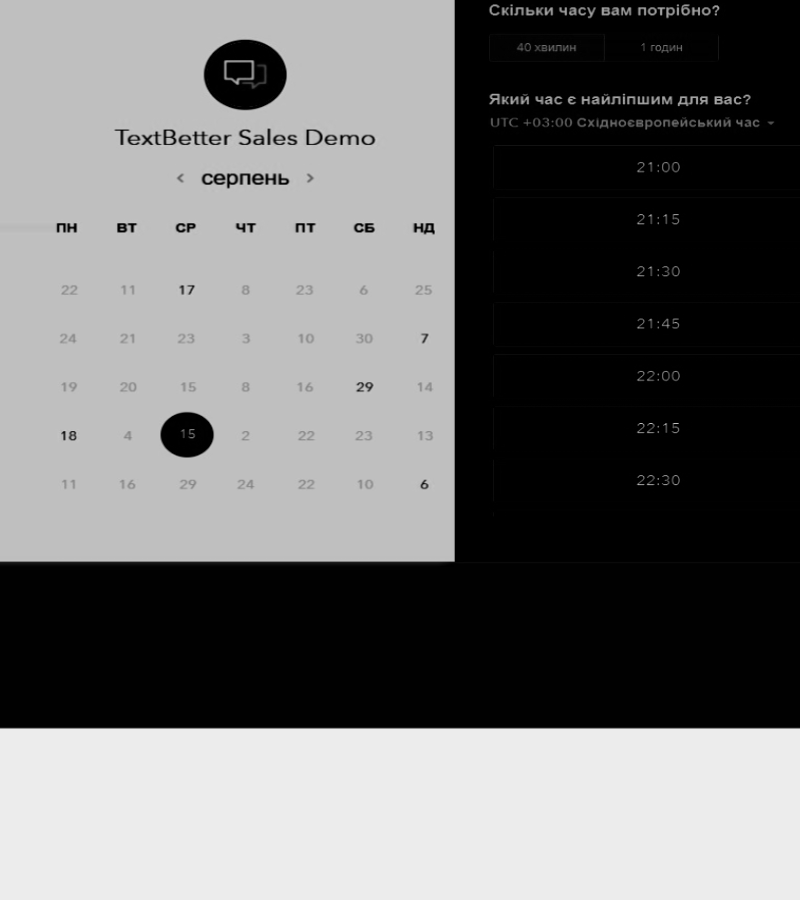 TextBetter Sales Demo
серпень
ПН ВТ СР ЧТ ПТ СБ НД
22 11 17 8 23 6 25
24 21 23 3 10 30 7
19 20 15 8 16 29 14
18 4 15 2 22 23 13
11 16 29 24 22 10 6
Скільки часу вам потрібно?
40 хвилин 1 годин
Який час є найліпшим для вас?
UTC +03:00 Східноєвропейський час
21:00
21:15
21:30
21:45
22:00
22:15
22:30